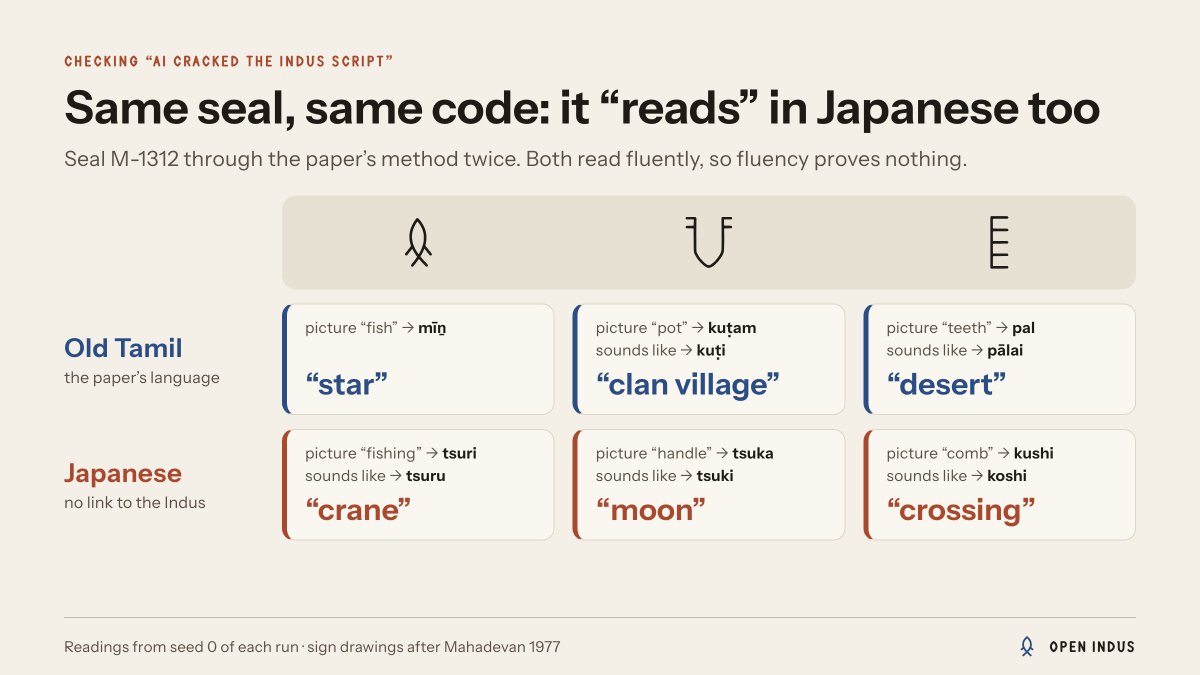 CHECKING “AI CRACKED THE INDUS SCRIPT”
Same seal, same code: it “reads” in Japanese too
Seal M-1312 through the paper’s method twice. Both read fluently, so fluency proves nothing.
Old Tamil
the paper’s language
picture “fish” → mīṉ
“star”
picture “pot” → kuṭam
sounds like → kuṭi
“clan village”
picture “teeth” → pal
sounds like → pālai
“desert”
Japanese
no link to the Indus
picture “fishing” → tsuri
sounds like → tsuru
“crane”
picture “handle” → tsuka
sounds like → tsuki
“moon”
picture “comb” → kushi
sounds like → koshi
“crossing”
Readings from seed 0 of each run · sign drawings after Mahadevan 1977
OPEN INDUS